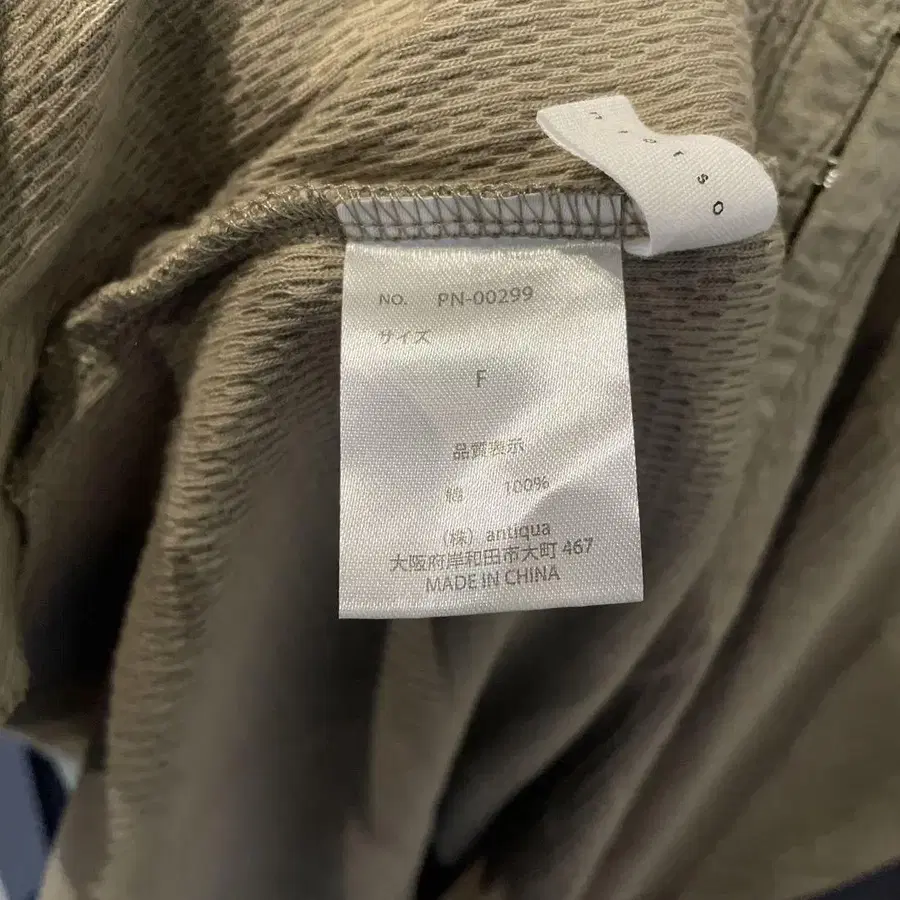 NO. PN-00299
サイズ
F
品質表示
綿 100%
(株) antiqua
大阪府岸和田市大町 467
MADE IN CHINA